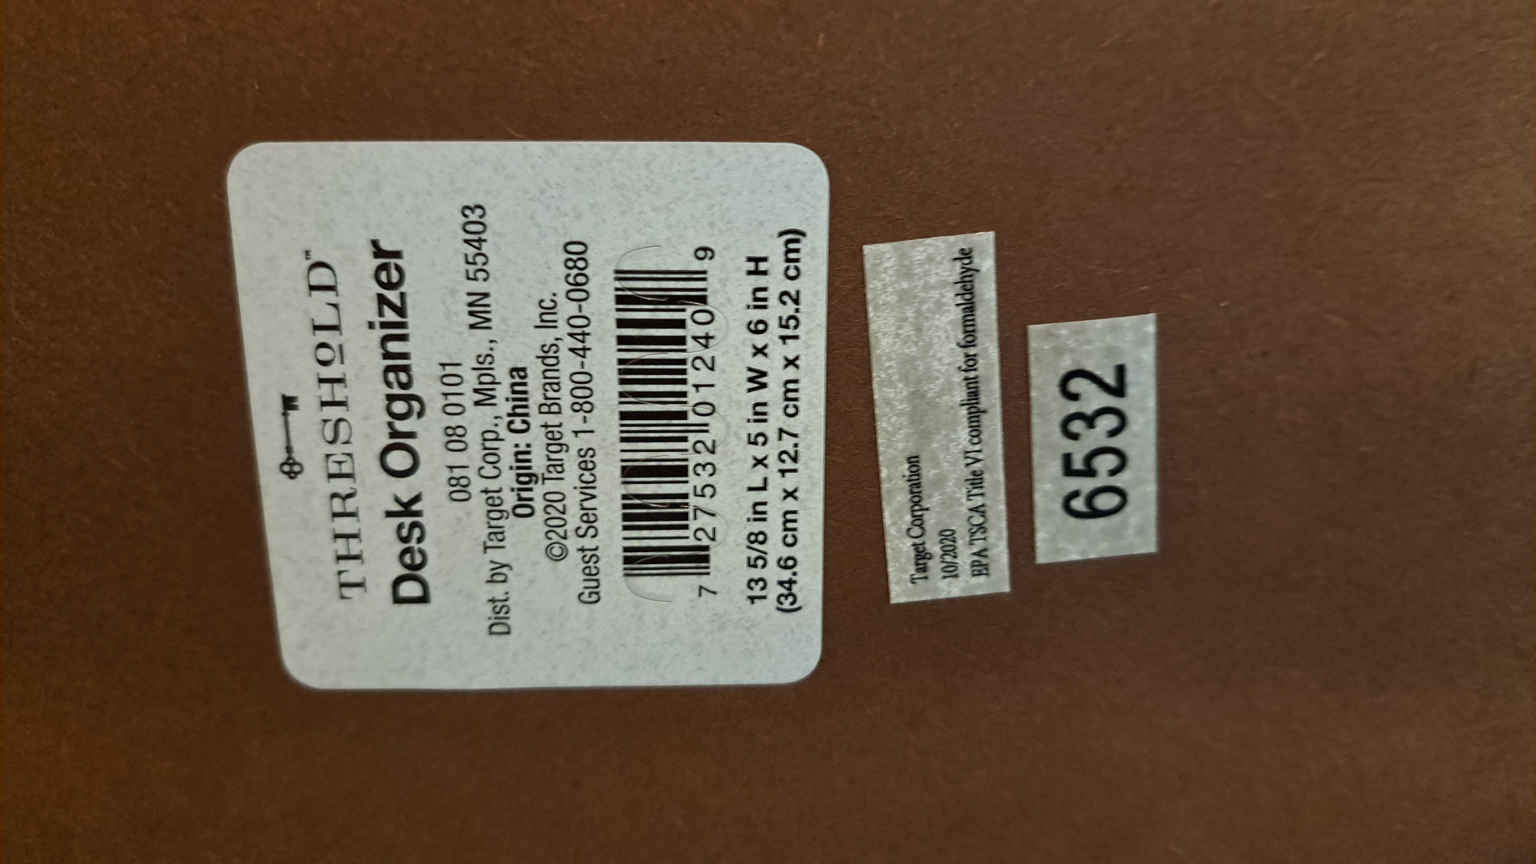 THRESHOLD™
Desk Organizer
081 08 0101
Dist. by Target Corp., Mpls., MN 55403
Origin: China
©2020 Target Brands, Inc.
Guest Services 1-800-440-0680
7 27532 01240 9
13 5/8 in L x 5 in W x 6 in H
(34.6 cm x 12.7 cm x 15.2 cm)
Target Corporation
10/2020
EPA TSCA Title VI compliant for formaldehyde
6532